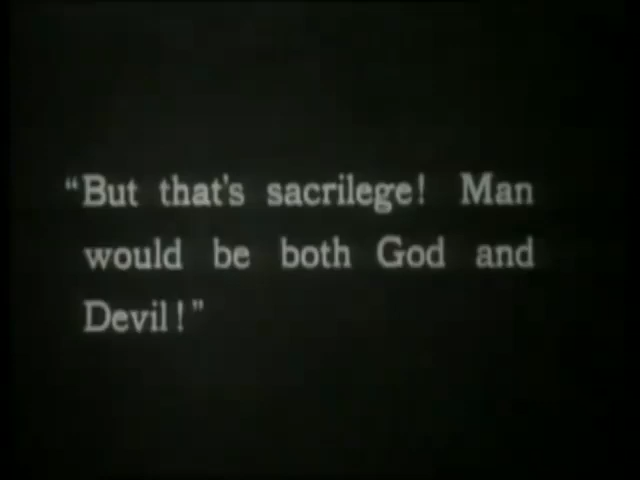 “But that's sacrilege! Man
would be both God and
Devil!”